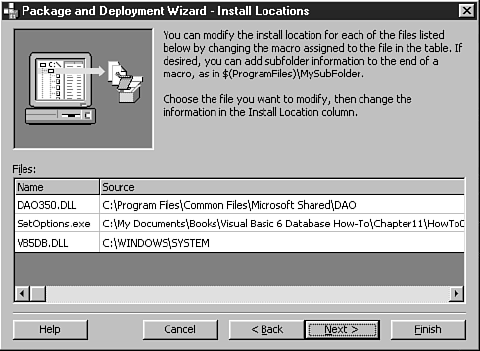 Package and Deployment Wizard - Install Locations
You can modify the install location for each of the files listed
below by changing the macro assigned to the file in the table. If
desired, you can add subfolder information to the end of a
macro, as in $(ProgramFiles)\MySubFolder.
Choose the file you want to modify, then change the
information in the Install Location column.
Files:
Name Source
DAO350.DLL C:\Program Files\Common Files\Microsoft Shared\DAO
SetOptions.exe C:\My Documents\Books\Visual Basic 6 Database How-To\Chapter11\HowTo
VB5DB.DLL C:\WINDOWS\SYSTEM
Help Cancel < Back Next > Finish